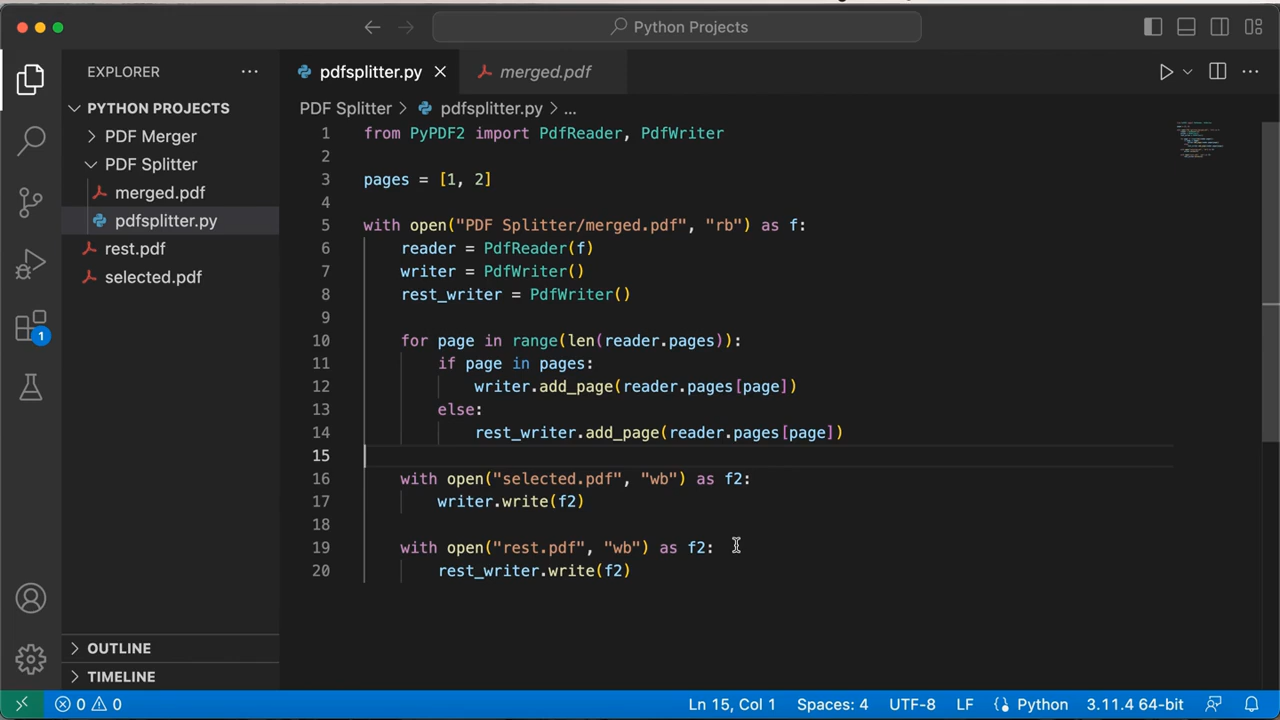 Python Projects
EXPLORER
pdfsplitter.py
merged.pdf
PYTHON PROJECTS
PDF Merger
PDF Splitter
merged.pdf
pdfsplitter.py
rest.pdf
selected.pdf
1
PDF Splitter > pdfsplitter.py > ...
1 from PyPDF2 import PdfReader, PdfWriter
2
3 pages = [1, 2]
4
5 with open("PDF Splitter/merged.pdf", "rb") as f:
6 reader = PdfReader(f)
7 writer = PdfWriter()
8 rest_writer = PdfWriter()
9
10 for page in range(len(reader.pages)):
11 if page in pages:
12 writer.add_page(reader.pages[page])
13 else:
14 rest_writer.add_page(reader.pages[page])
15
16 with open("selected.pdf", "wb") as f2:
17 writer.write(f2)
18
19 with open("rest.pdf", "wb") as f2:
20 rest_writer.write(f2)
OUTLINE
TIMELINE
0 0 Ln 15, Col 1 Spaces: 4 UTF-8 LF Python 3.11.4 64-bit